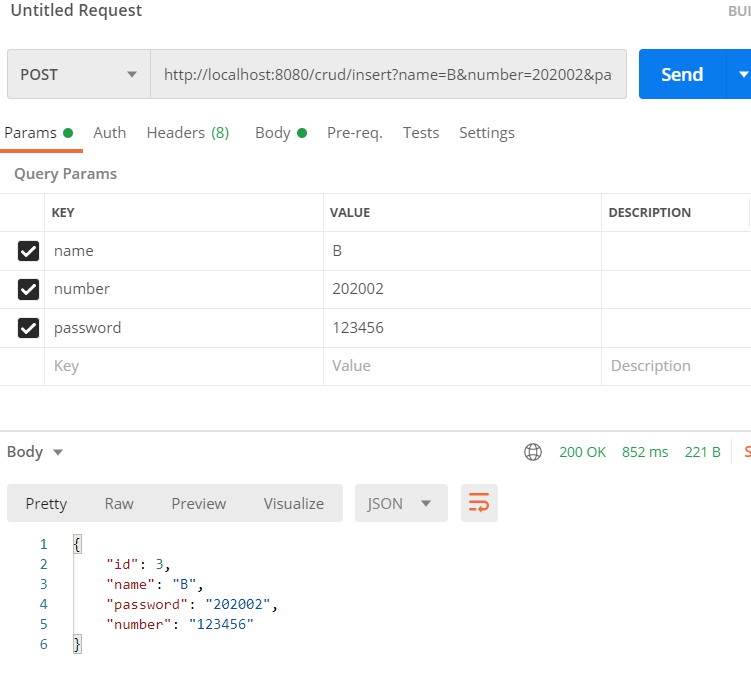 Untitled Request
BUI
POST
http://localhost:8080/crud/insert?name=B&number=202002&pa
Send
Params Auth Headers (8) Body Pre-req. Tests Settings
Query Params
KEY VALUE DESCRIPTION
name B
number 202002
password 123456
Key Value Description
Body 200 OK 852 ms 221 B S
Pretty Raw Preview Visualize JSON
1 {
2 "id": 3,
3 "name": "B",
4 "password": "202002",
5 "number": "123456"
6 }